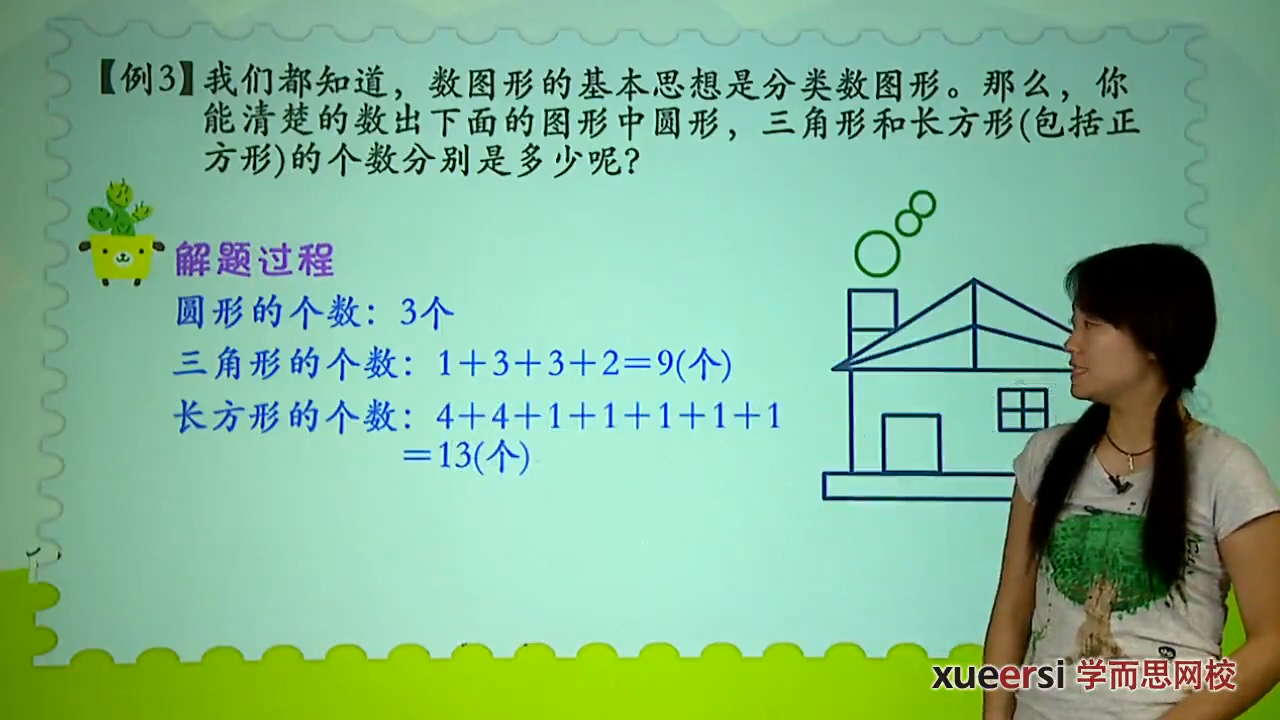 【例3】我们都知道，数图形的基本思想是分类数图形。那么，你
能清楚的数出下面的图形中圆形，三角形和长方形(包括正
方形)的个数分别是多少呢？
解题过程
圆形的个数：3个
三角形的个数：1+3+3+2=9(个)
长方形的个数：4+4+1+1+1+1+1
=13(个)
xueersi 学而思网校